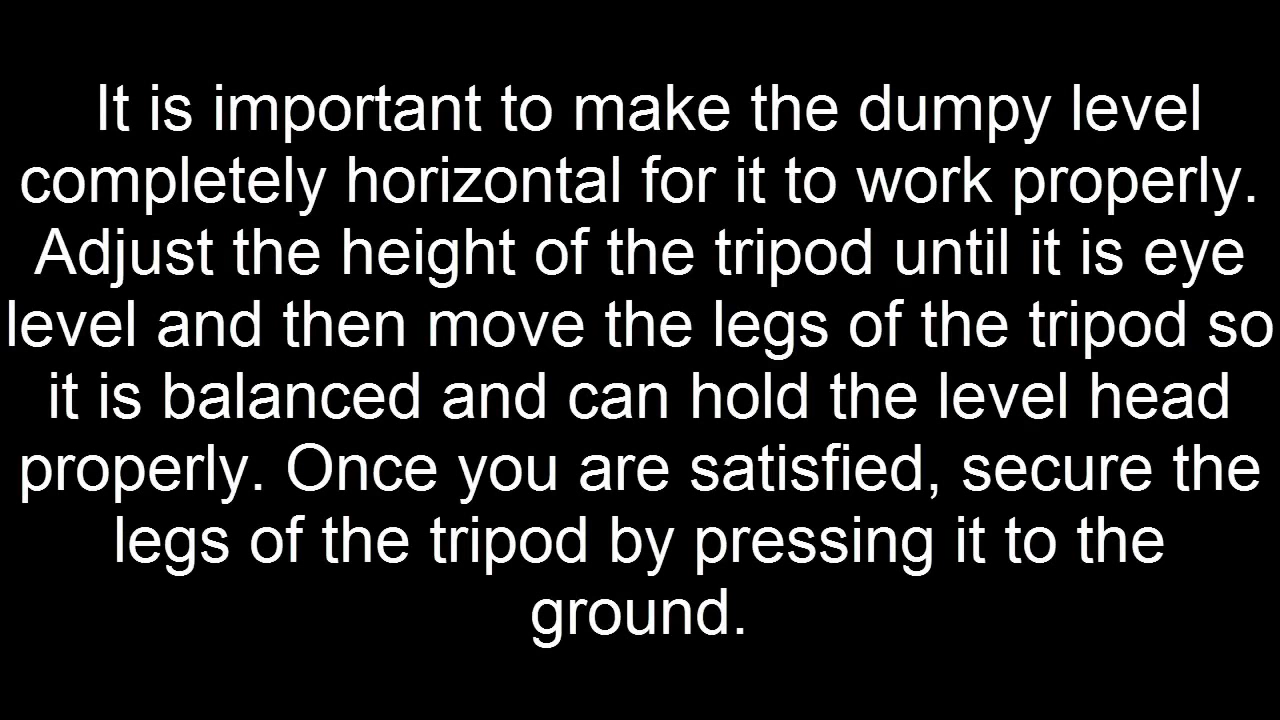 It is important to make the dumpy level
completely horizontal for it to work properly.
Adjust the height of the tripod until it is eye
level and then move the legs of the tripod so
it is balanced and can hold the level head
properly. Once you are satisfied, secure the
legs of the tripod by pressing it to the
ground.